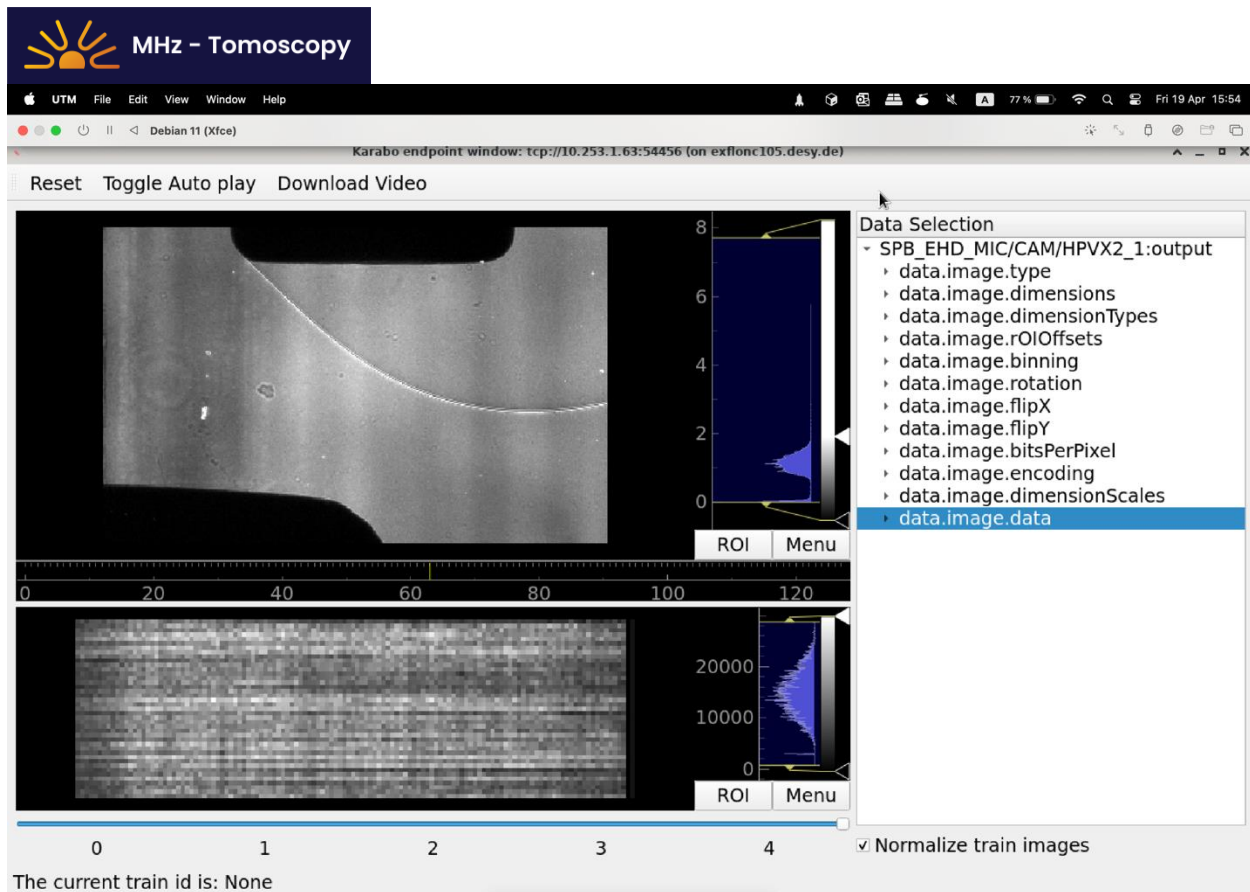 MHz - Tomoscopy
UTM File Edit View Window Help A 77 % Fri 19 Apr 15:54
Debian 11 (Xfce)
Karabo endpoint window: tcp://10.253.1.63:54456 (on exflonc105.desy.de)
Reset Toggle Auto play Download Video
Data Selection
SPB_EHD_MIC/CAM/HPVX2_1:output
data.image.type
data.image.dimensions
data.image.dimensionTypes
data.image.rOIOffsets
data.image.binning
data.image.rotation
data.image.flipX
data.image.flipY
data.image.bitsPerPixel
data.image.encoding
data.image.dimensionScales
data.image.data
8
6
4
2
0
ROI Menu
0 20 40 60 80 100 120
20000
10000
0
ROI Menu
0 1 2 3 4
Normalize train images
The current train id is: None